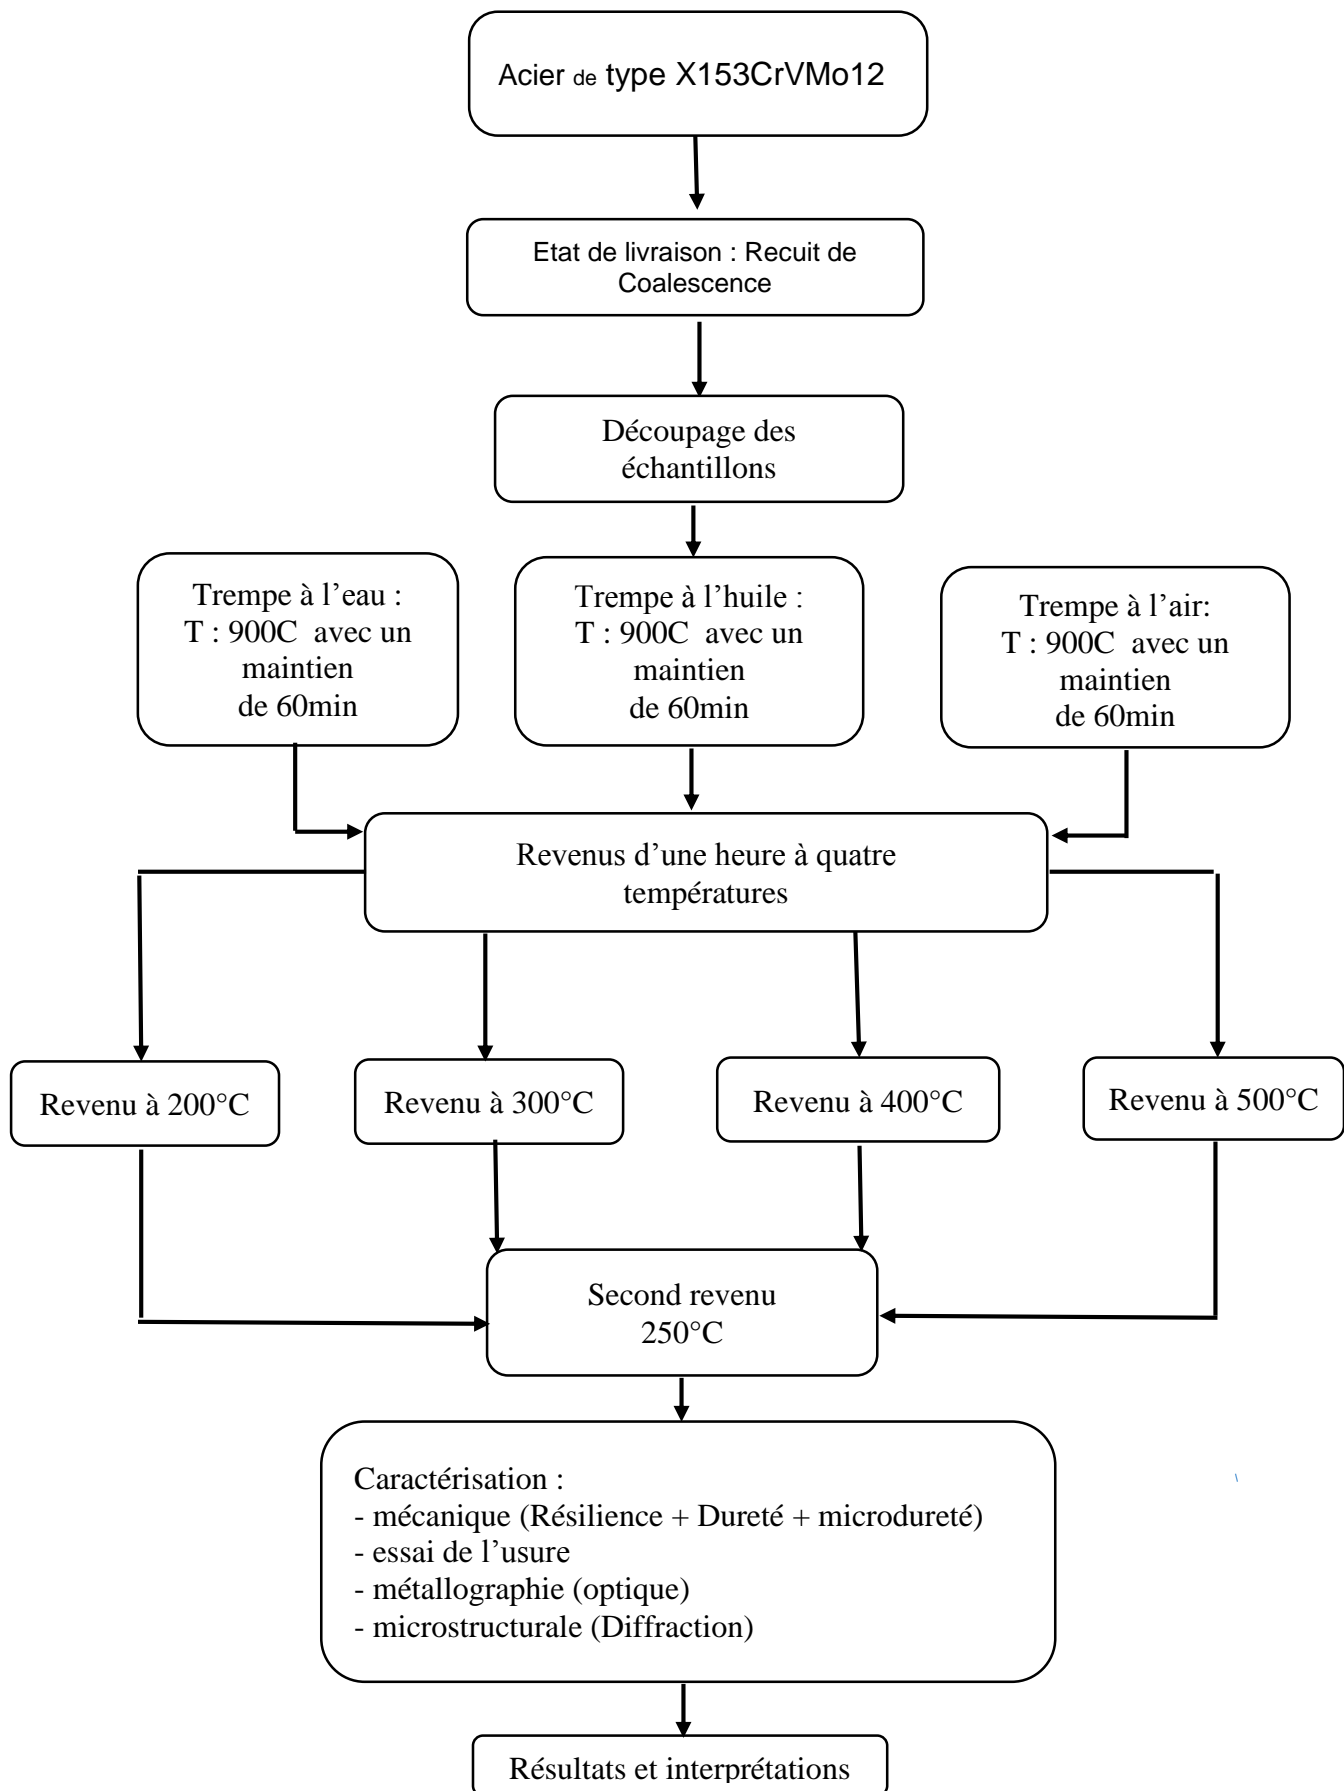 Acier de type X153CrVMo12
Etat de livraison : Recuit de
Coalescence
Découpage des
échantillons
Trempe à l’eau :
T : 900C avec un
maintien
de 60min
Trempe à l’huile :
T : 900C avec un
maintien
de 60min
Trempe à l’air:
T : 900C avec un
maintien
de 60min
Revenus d’une heure à quatre
températures
Revenu à 200°C
Revenu à 300°C
Revenu à 400°C
Revenu à 500°C
Second revenu
250°C
Caractérisation :
- mécanique (Résilience + Dureté + microdureté)
- essai de l’usure
- métallographie (optique)
- microstructurale (Diffraction)
Résultats et interprétations